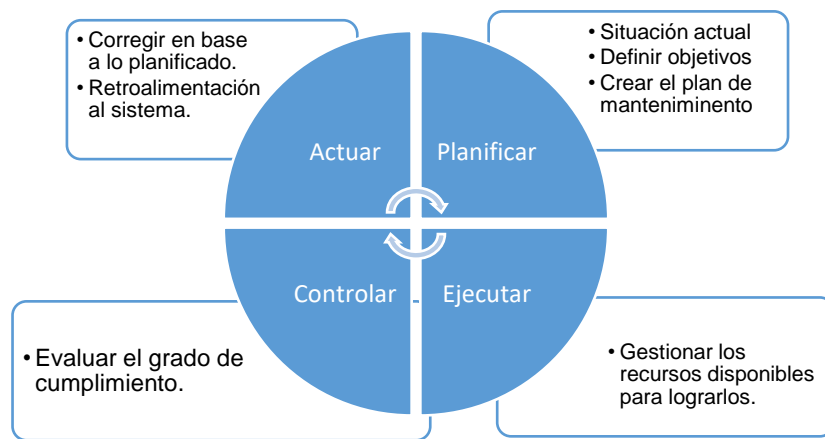 • Corregir en base
a lo planificado.
• Retroalimentación
al sistema.
• Situación actual
• Definir objetivos
• Crear el plan de
manteniminento
Actuar
Planificar
Controlar
Ejecutar
• Evaluar el grado de
cumplimiento.
• Gestionar los
recursos disponibles
para lograrlos.